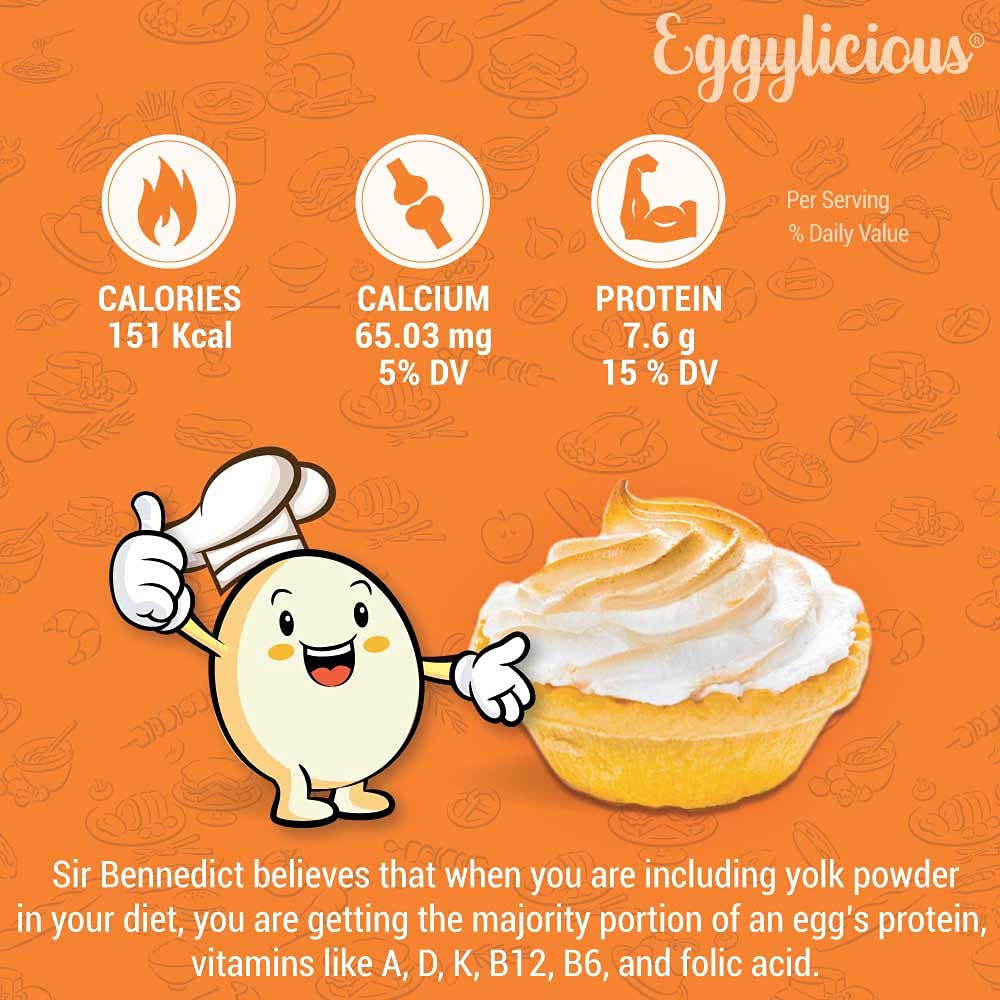 Eggylicious®
Per Serving
% Daily Value
CALORIES
151 Kcal
CALCIUM
65.03 mg
5% DV
PROTEIN
7.6 g
15 % DV
Sir Bennedict believes that when you are including yolk powder
in your diet, you are getting the majority portion of an egg's protein,
vitamins like A, D, K, B12, B6, and folic acid.